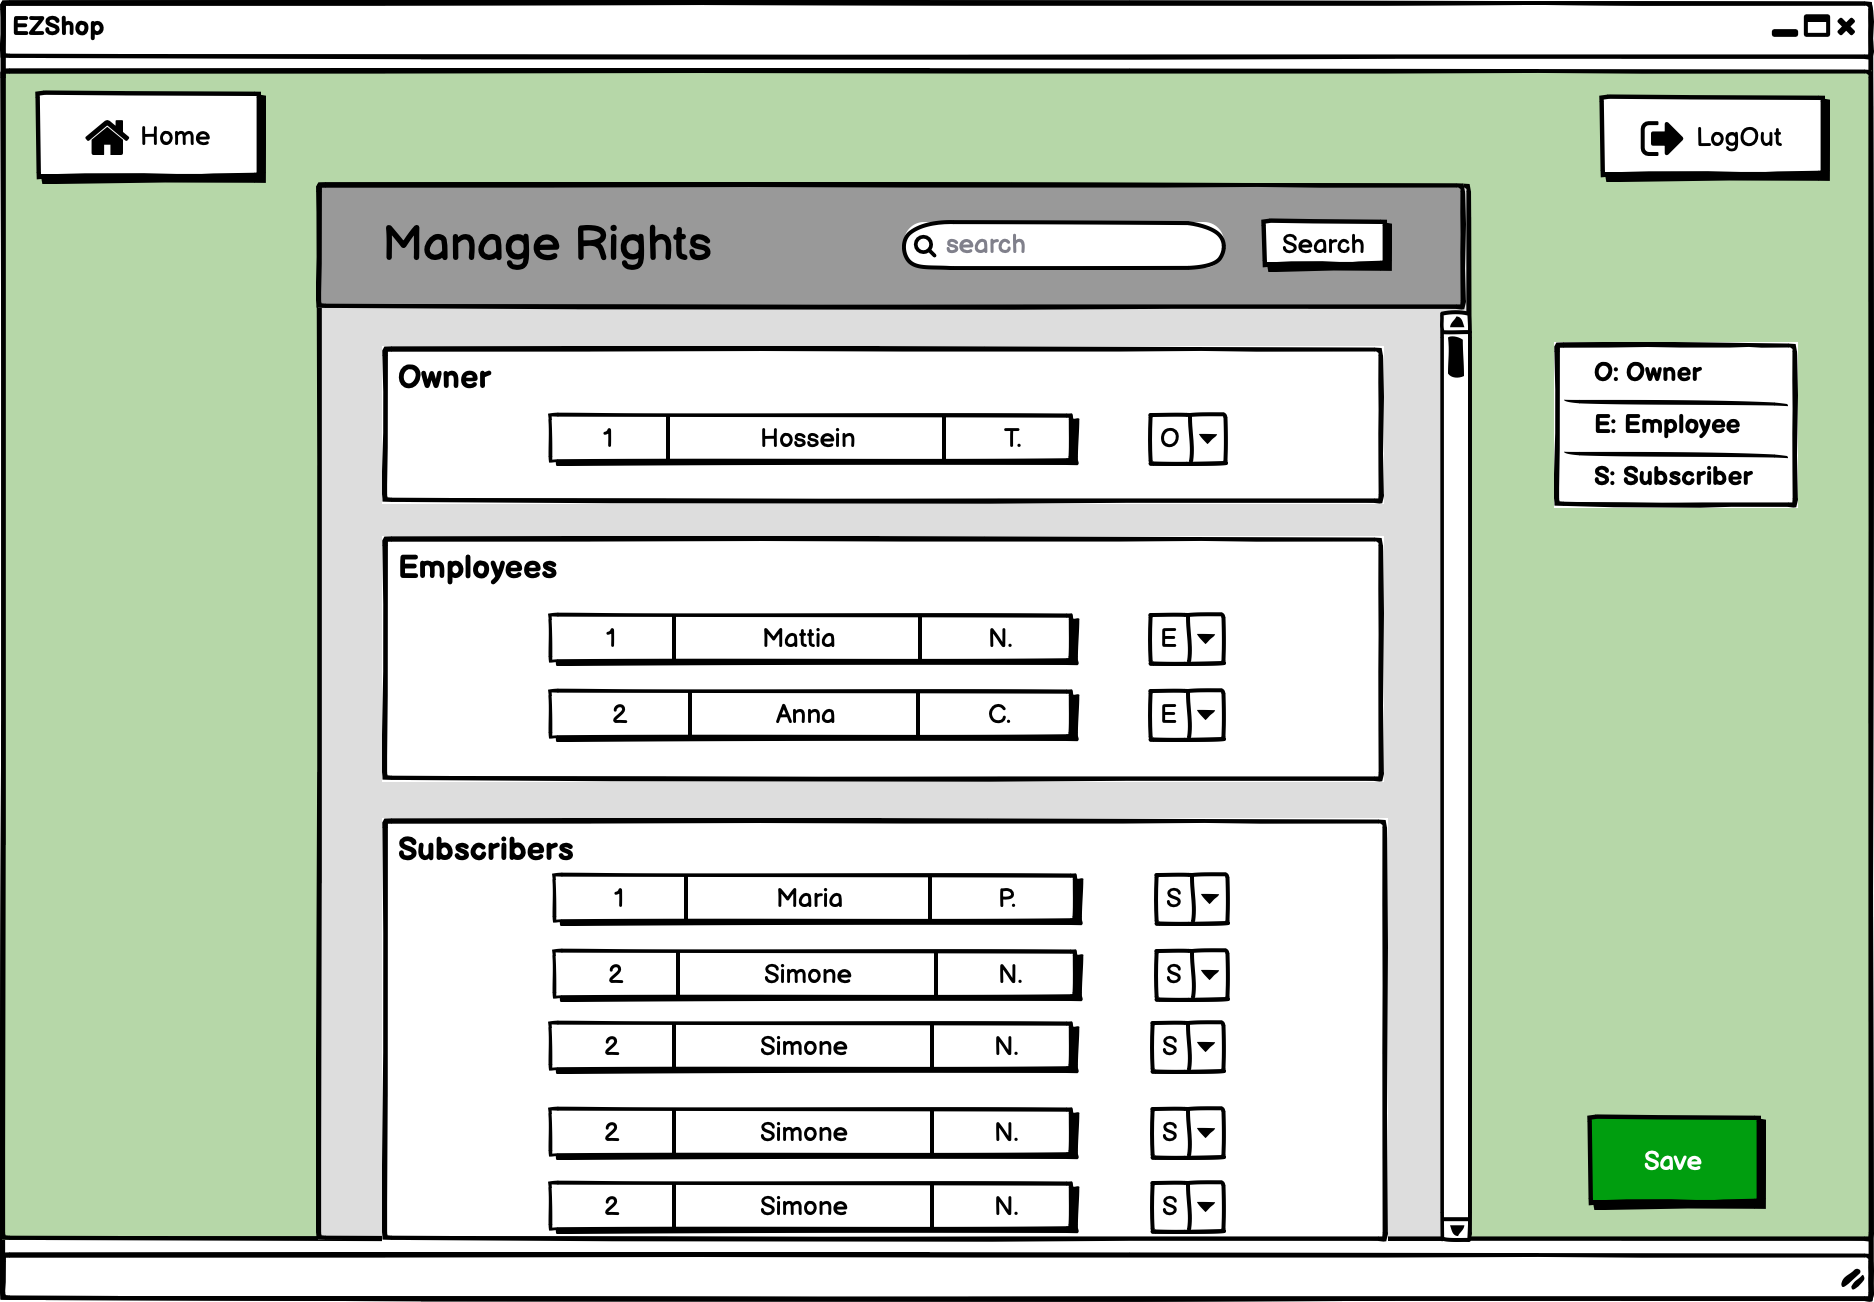 EZShop
Home
LogOut
Manage Rights
search
Search
Owner
1 Hossein T. O
O: Owner
E: Employee
S: Subscriber
Employees
1 Mattia N. E
2 Anna C. E
Subscribers
1 Maria P. S
2 Simone N. S
2 Simone N. S
2 Simone N. S
2 Simone N. S
Save